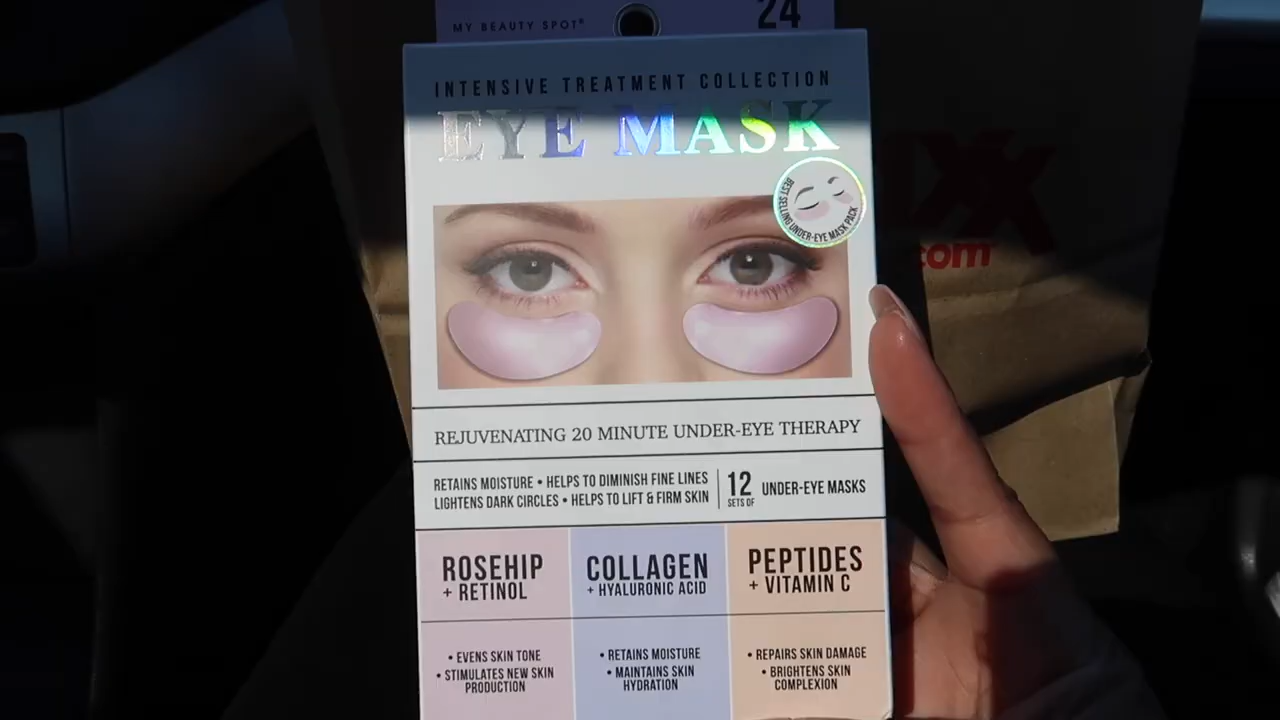 MY BEAUTY SPOT®
24
INTENSIVE TREATMENT COLLECTION
EYE MASK
BEST SELLING UNDER-EYE MASK PACK
.com
REJUVENATING 20 MINUTE UNDER-EYE THERAPY
RETAINS MOISTURE • HELPS TO DIMINISH FINE LINES
LIGHTENS DARK CIRCLES • HELPS TO LIFT & FIRM SKIN
12
SETS OF
UNDER-EYE MASKS
ROSEHIP
+ RETINOL
COLLAGEN
+ HYALURONIC ACID
PEPTIDES
+ VITAMIN C
• EVENS SKIN TONE
• STIMULATES NEW SKIN
PRODUCTION
• RETAINS MOISTURE
• MAINTAINS SKIN
HYDRATION
• REPAIRS SKIN DAMAGE
• BRIGHTENS SKIN
COMPLEXION